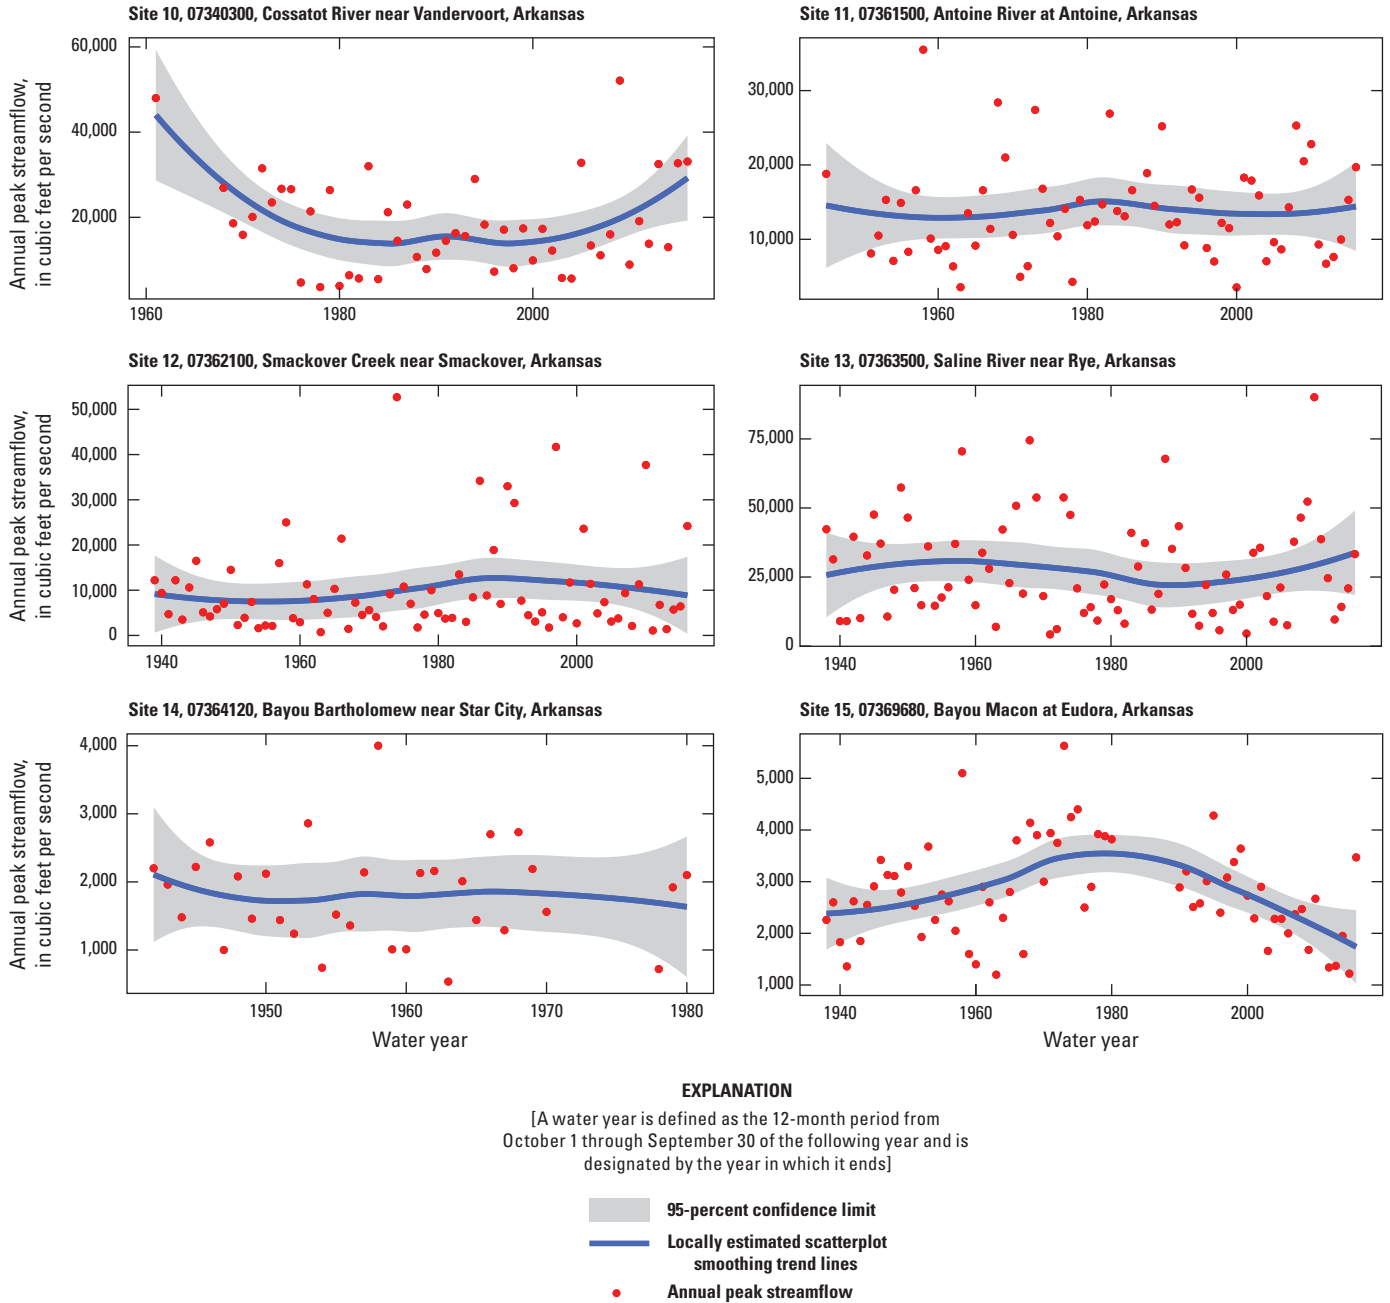 Site 10, 07340300, Cossatot River near Vandervoort, Arkansas
Annual peak streamflow,
in cubic feet per second
60,000
40,000
20,000
1960
1980
2000
Site 11, 07361500, Antoine River at Antoine, Arkansas
30,000
20,000
10,000
1960
1980
2000
Site 12, 07362100, Smackover Creek near Smackover, Arkansas
Annual peak streamflow,
in cubic feet per second
50,000
40,000
30,000
20,000
10,000
0
1940
1960
1980
2000
Site 13, 07363500, Saline River near Rye, Arkansas
75,000
50,000
25,000
0
1940
1960
1980
2000
Site 14, 07364120, Bayou Bartholomew near Star City, Arkansas
Annual peak streamflow,
in cubic feet per second
4,000
3,000
2,000
1,000
1950
1960
1970
1980
Water year
Site 15, 07369680, Bayou Macon at Eudora, Arkansas
5,000
4,000
3,000
2,000
1,000
1940
1960
1980
2000
Water year
EXPLANATION
[A water year is defined as the 12-month period from
October 1 through September 30 of the following year and is
designated by the year in which it ends]
95-percent confidence limit
Locally estimated scatterplot
smoothing trend lines
Annual peak streamflow